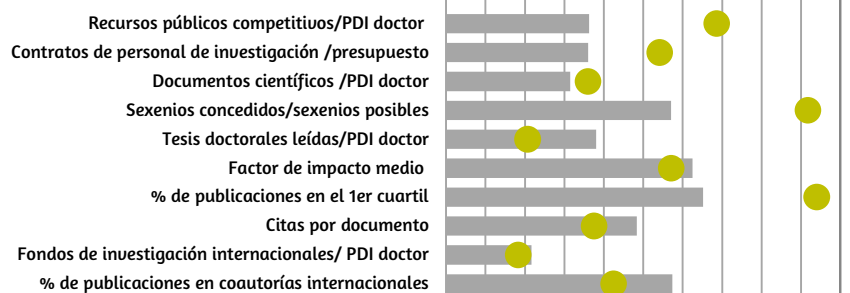 Recursos públicos competitivos/PDI doctor
Contratos de personal de investigación /presupuesto
Documentos científicos /PDI doctor
Sexenios concedidos/sexenios posibles
Tesis doctorales leídas/PDI doctor
Factor de impacto medio
% de publicaciones en el 1er cuartil
Citas por documento
Fondos de investigación internacionales/ PDI doctor
% de publicaciones en coautorías internacionales